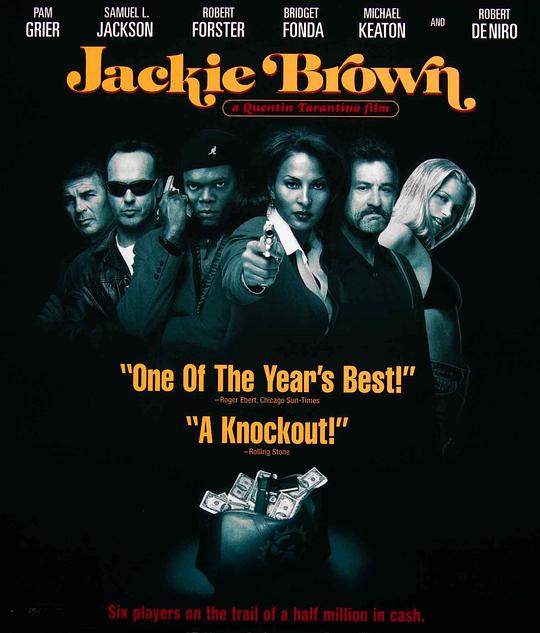 PAM SAMUEL L. ROBERT BRIDGET MICHAEL AND ROBERT
GRIER JACKSON FORSTER FONDA KEATON DE NIRO
Jackie Brown
a Quentin Tarantino film
“One Of The Year's Best!”
–Roger Ebert, Chicago Sun-Times
“A Knockout!”
–Rolling Stone
Six players on the trail of a half million in cash.